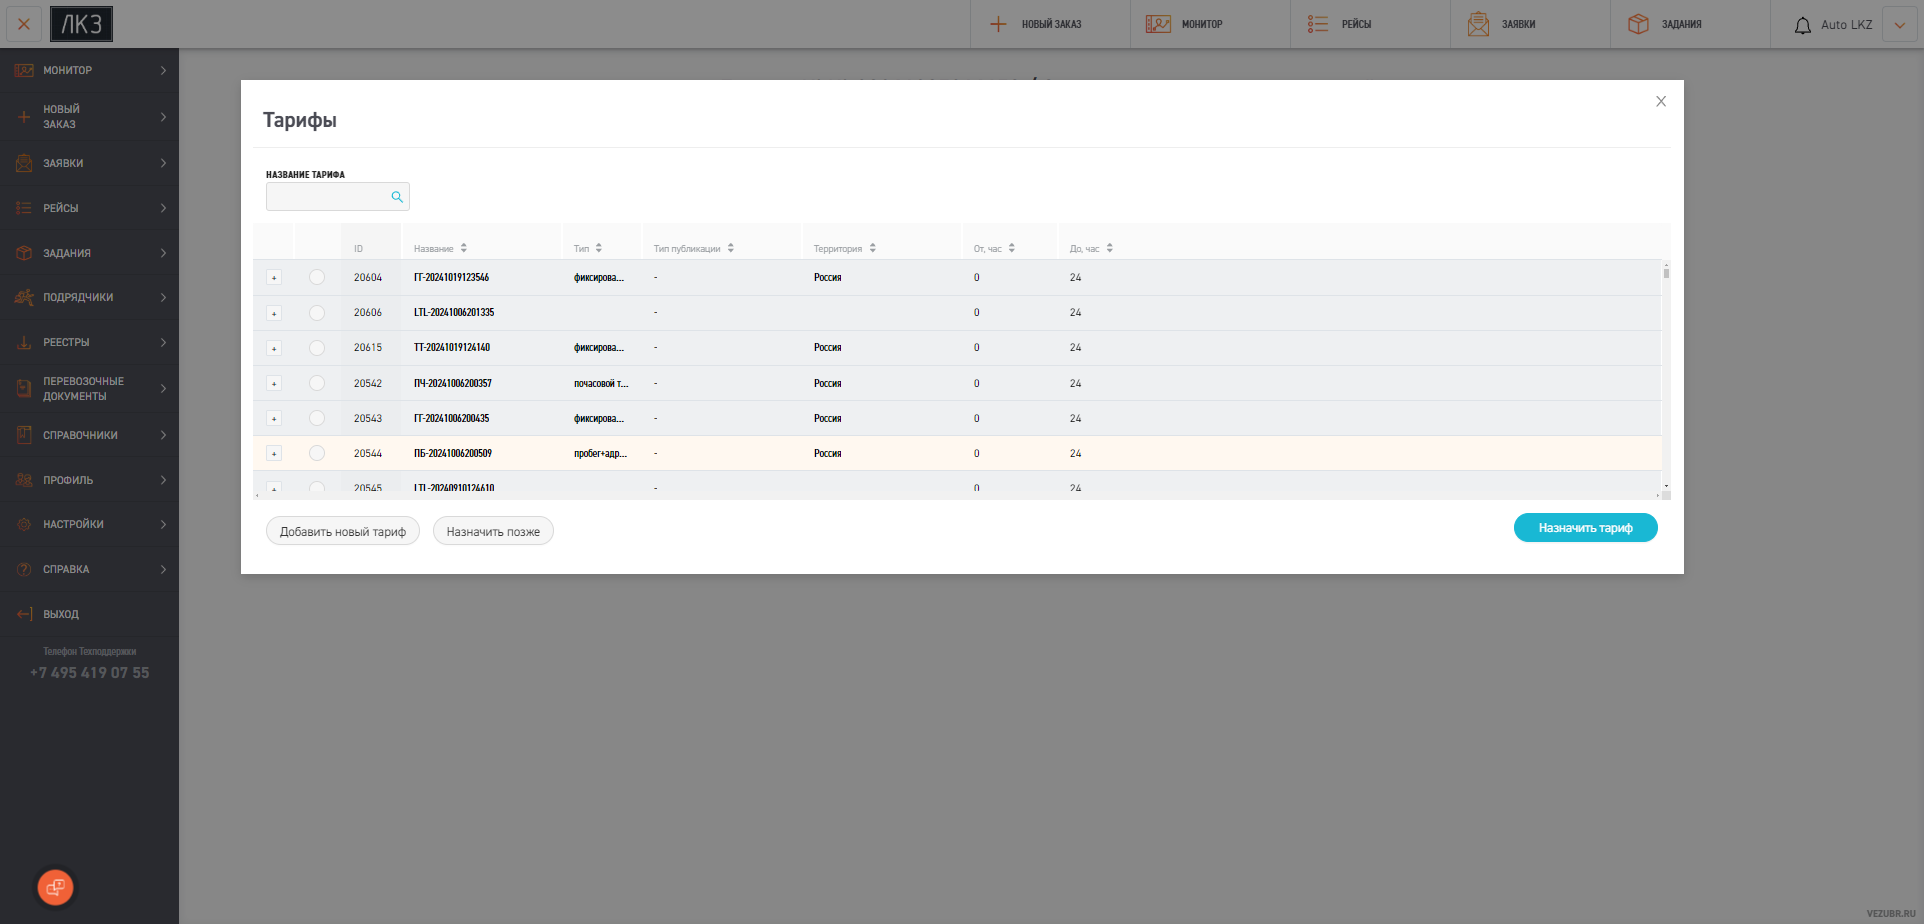 ЛКЗ
НОВЫЙ ЗАКАЗ
МОНИТОР
РЕЙСЫ
ЗАЯВКИ
ЗАДАНИЯ
Auto LKZ
МОНИТОР
НОВЫЙ
ЗАКАЗ
ЗАЯВКИ
РЕЙСЫ
ЗАДАНИЯ
ПОДРЯДЧИКИ
РЕЕСТРЫ
ПЕРЕВОЗОЧНЫЕ
ДОКУМЕНТЫ
СПРАВОЧНИКИ
ПРОФИЛЬ
НАСТРОЙКИ
СПРАВКА
ВЫХОД
Телефон Техподдержки
+7 495 419 07 55
Тарифы
НАЗВАНИЕ ТАРИФА
ID Название Тип Тип публикации Территория От, час До, час
+ 20604 ГТ-20241019123546 фиксирова... - Россия 0 24
+ 20606 LTL-20241006201335 - 0 24
+ 20615 ТТ-20241019124140 фиксирова... - Россия 0 24
+ 20542 ПЧ-20241006200357 почасовой т... - Россия 0 24
+ 20543 ГТ-20241006200435 фиксирова... - Россия 0 24
+ 20544 ПБ-20241006200509 пробег+адр... - Россия 0 24
+ 20545 LTL-20240910124610 - 0 24
Добавить новый тариф
Назначить позже
Назначить тариф
VEZUBR.RU